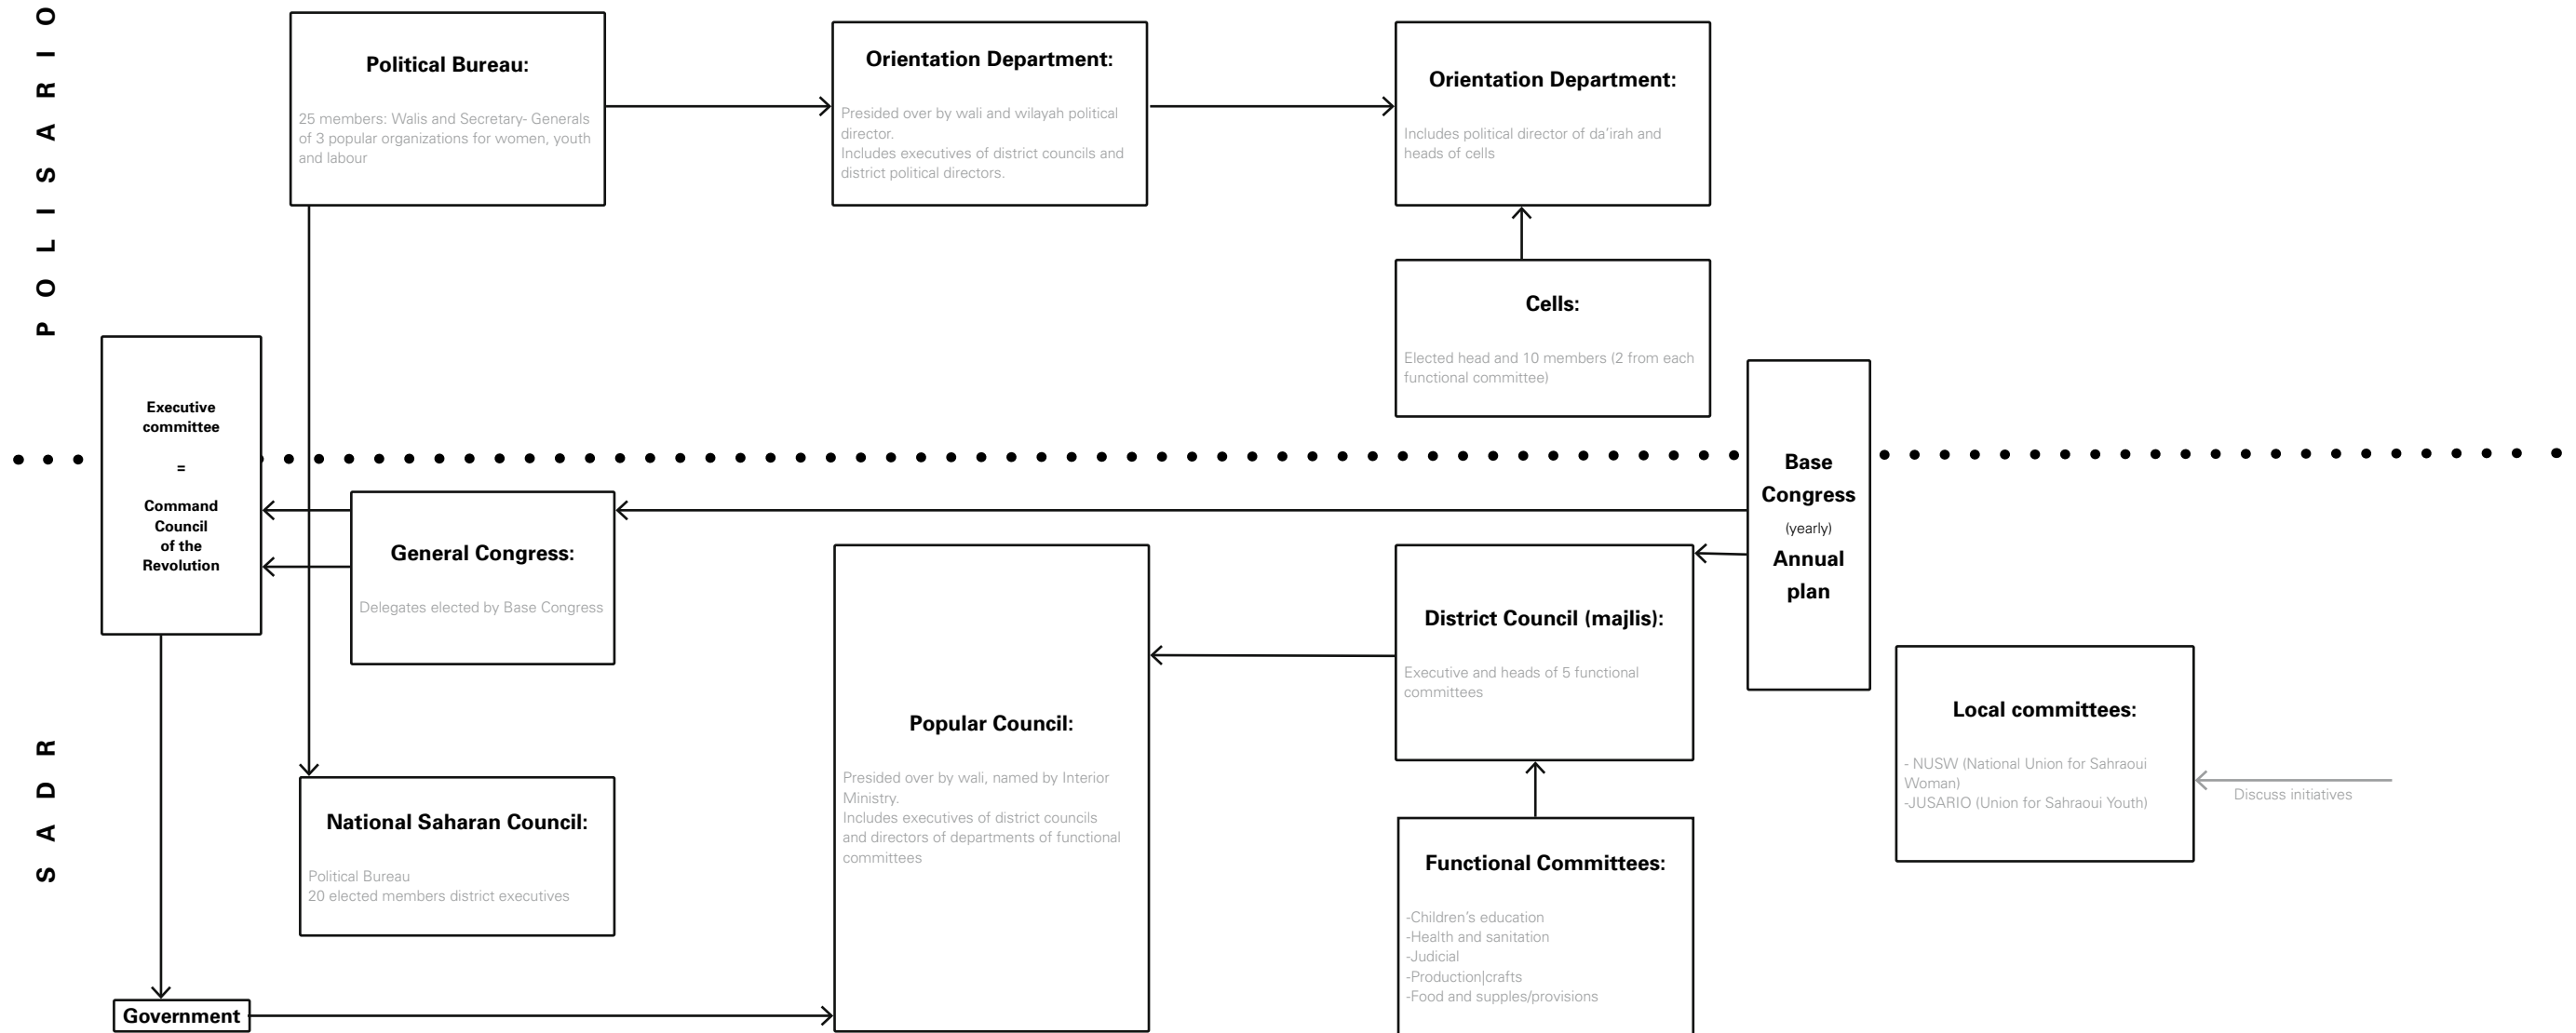 POLISARIO
Political Bureau:
25 members: Walis and Secretary- Generals
of 3 popular organizations for women, youth
and labour
Orientation Department:
Presided over by wali and wilayah political
director.
Includes executives of district councils and
district political directors.
Orientation Department:
Includes political director of da’irah and
heads of cells
Cells:
Elected head and 10 members (2 from each
functional committee)
Executive
committee
=
Command
Council
of the
Revolution
Base
Congress
(yearly)
Annual
plan
SADR
General Congress:
Delegates elected by Base Congress
National Saharan Council:
Political Bureau
20 elected members district executives
Popular Council:
Presided over by wali, named by Interior
Ministry.
Includes executives of district councils
and directors of departments of functional
committees
District Council (majlis):
Executive and heads of 5 functional
committees
Functional Committees:
-Children’s education
-Health and sanitation
-Judicial
-Production|crafts
-Food and supples/provisions
Local committees:
- NUSW (National Union for Sahraoui
Woman)
-JUSARIO (Union for Sahraoui Youth)
Discuss initiatives
Government